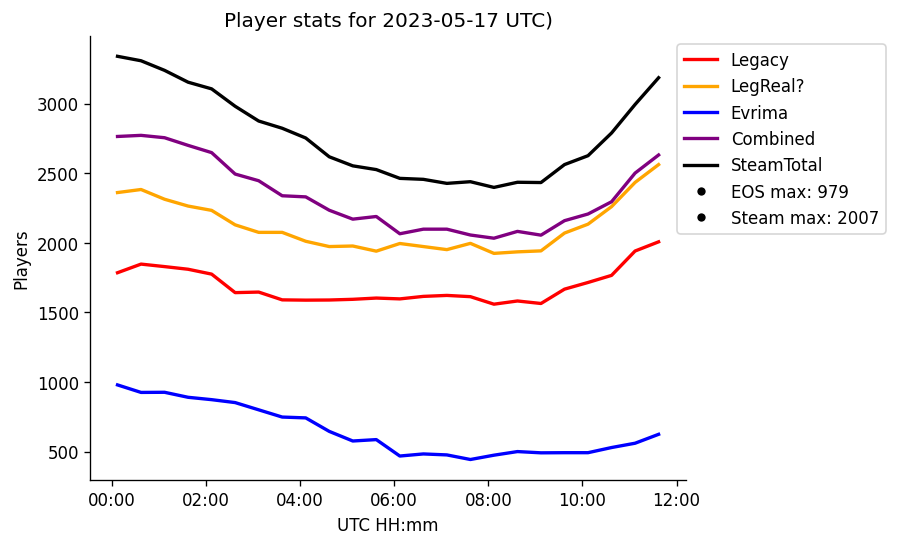 Player stats for 2023-05-17 UTC)
Legacy
LegReal?
Evrima
Combined
SteamTotal
EOS max: 979
Steam max: 2007
Players
3000
2500
2000
1500
1000
500
00:00 02:00 04:00 06:00 08:00 10:00 12:00
UTC HH:mm